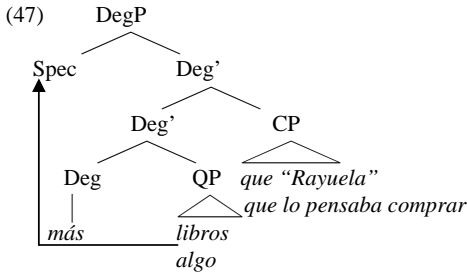 (47) DegP
Spec Deg’
Deg’ CP
Deg QP que “Rayuela”
que lo pensaba comprar
más libros
algo